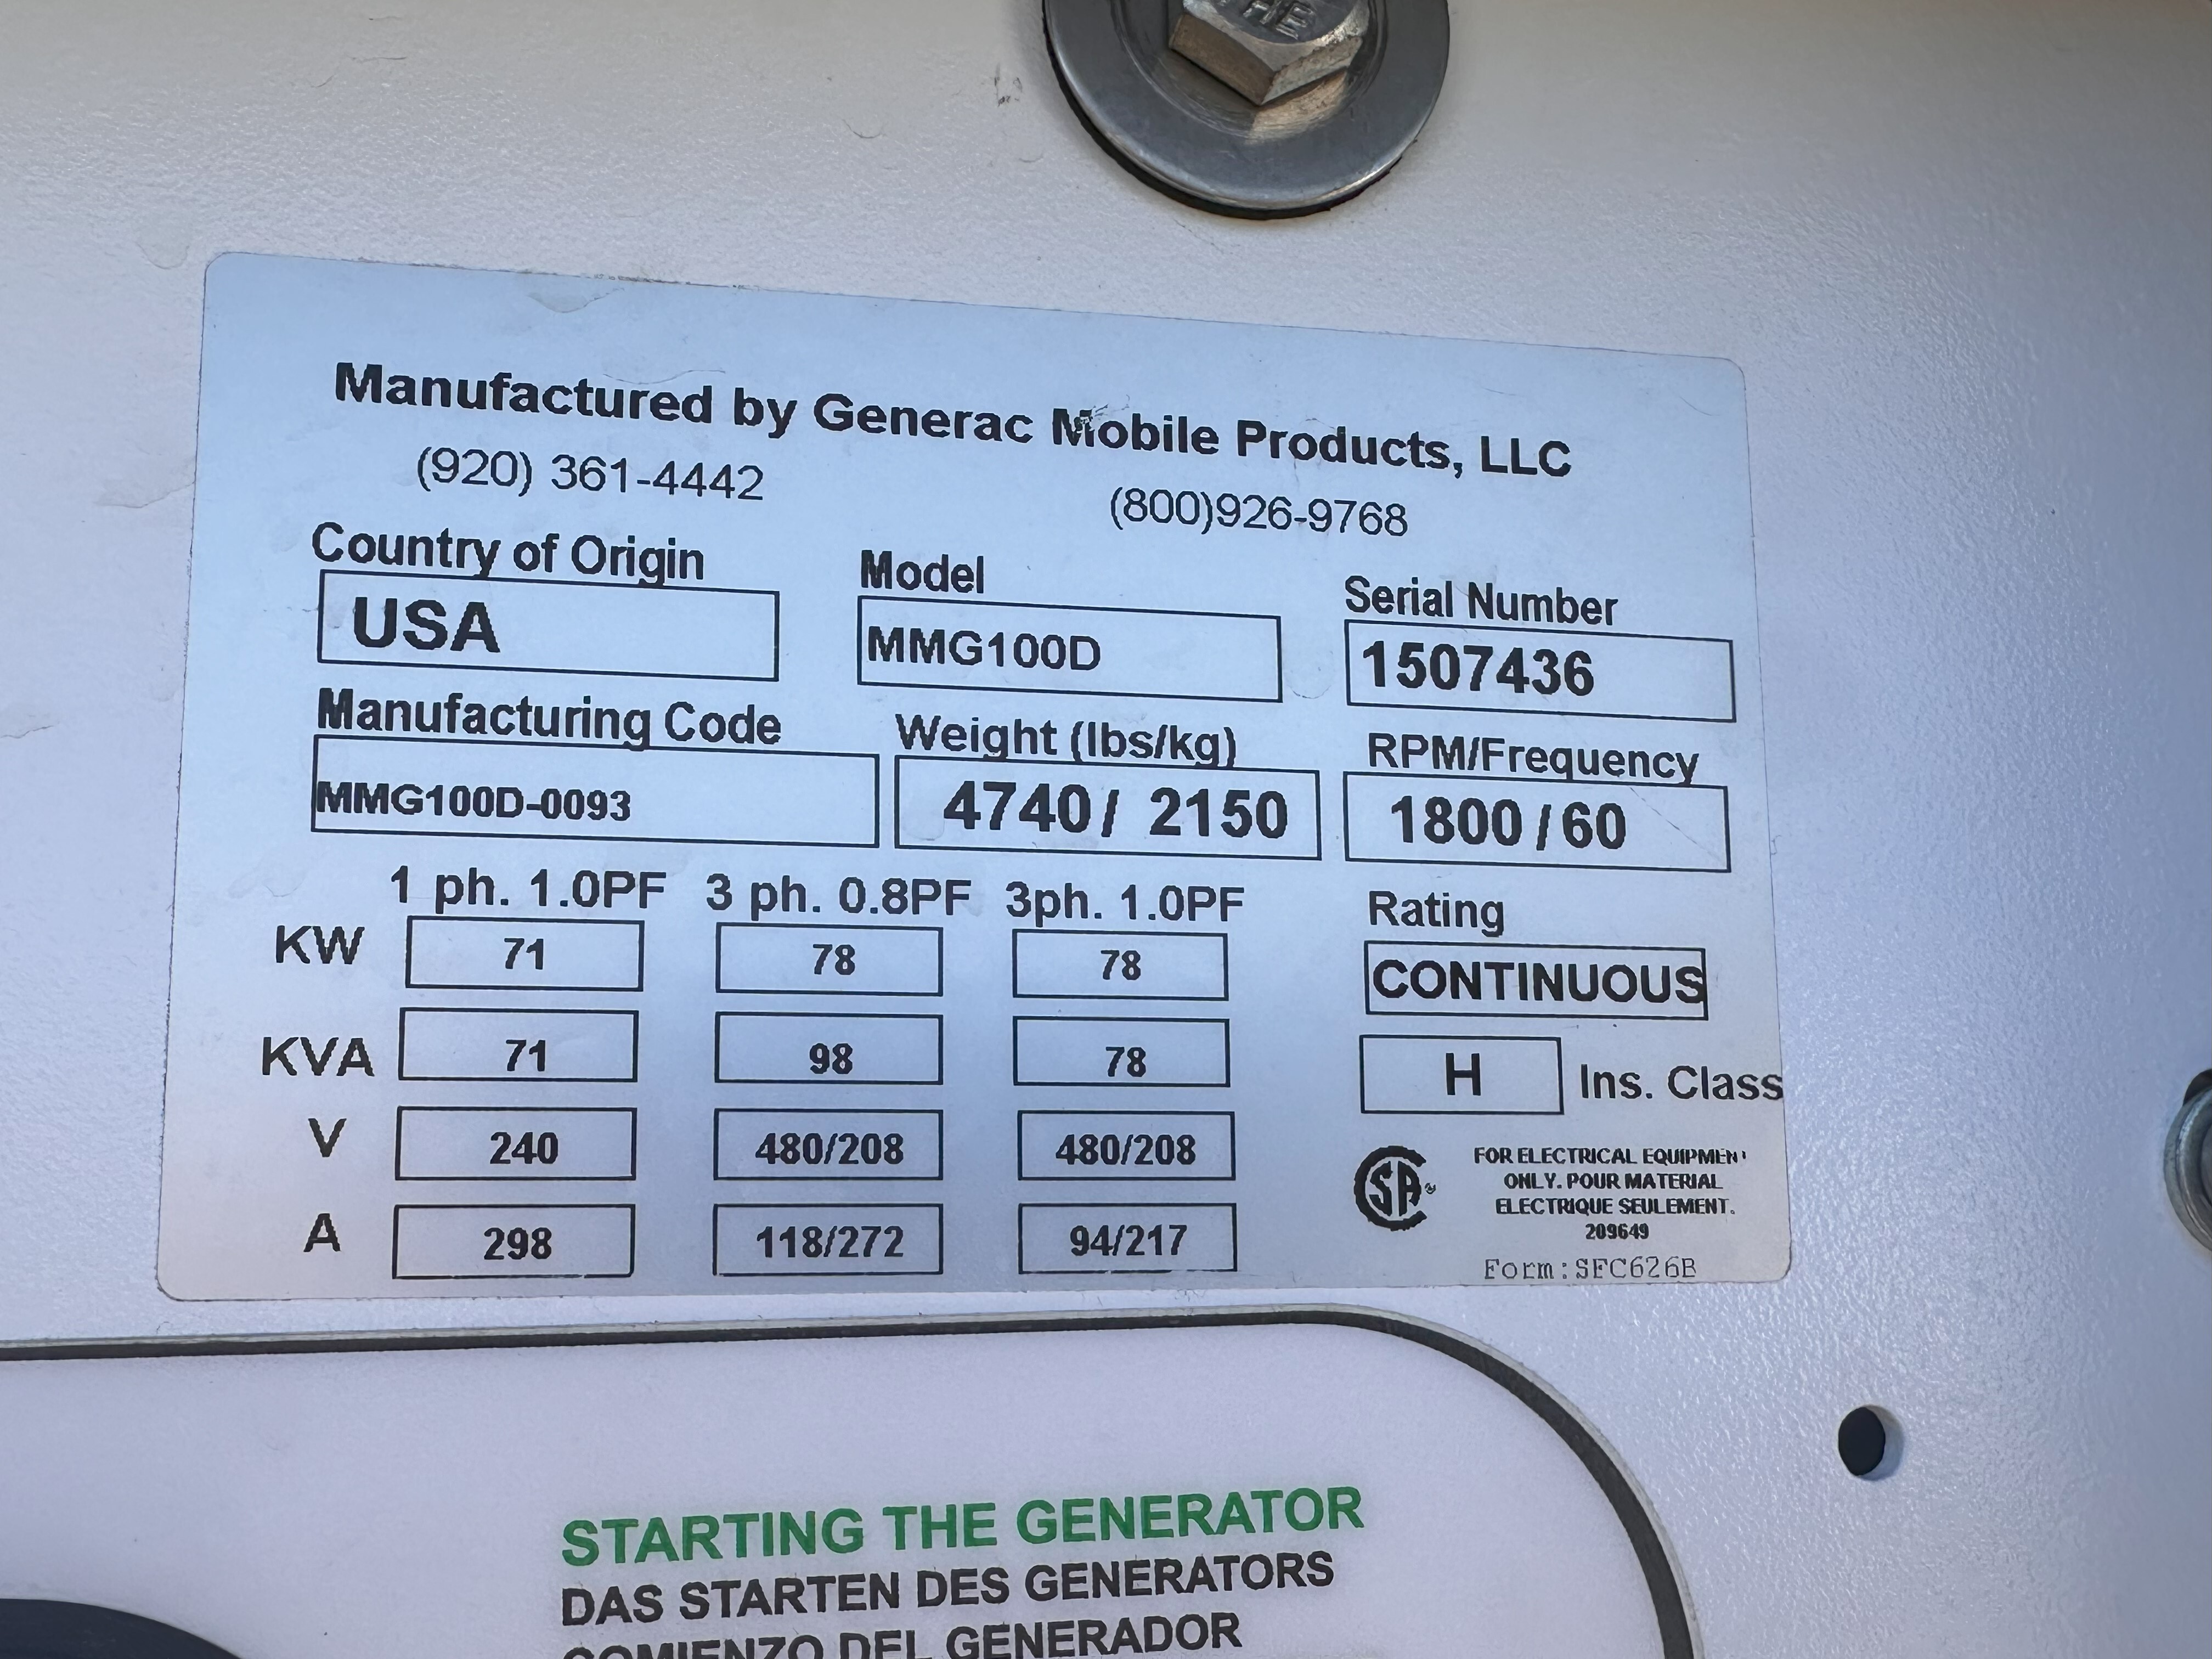 Manufactured by Generac Mobile Products, LLC
(920) 361-4442 (800)926-9768
Country of Origin Model Serial Number
USA MMG100D 1507436
Manufacturing Code Weight (lbs/kg) RPM/Frequency
MMG100D-0093 4740/ 2150 1800/60
1 ph. 1.0PF 3 ph. 0.8PF 3ph. 1.0PF Rating
KW 71 78 78 CONTINUOUS
KVA 71 98 78 H Ins. Class
V 240 480/208 480/208
A 298 118/272 94/217
SA
FOR ELECTRICAL EQUIPMENT
ONLY. POUR MATERIAL
ELECTRIQUE SEULEMENT.
209649
Form:SFC626B
STARTING THE GENERATOR
DAS STARTEN DES GENERATORS
COMIENZO DEL GENERADOR